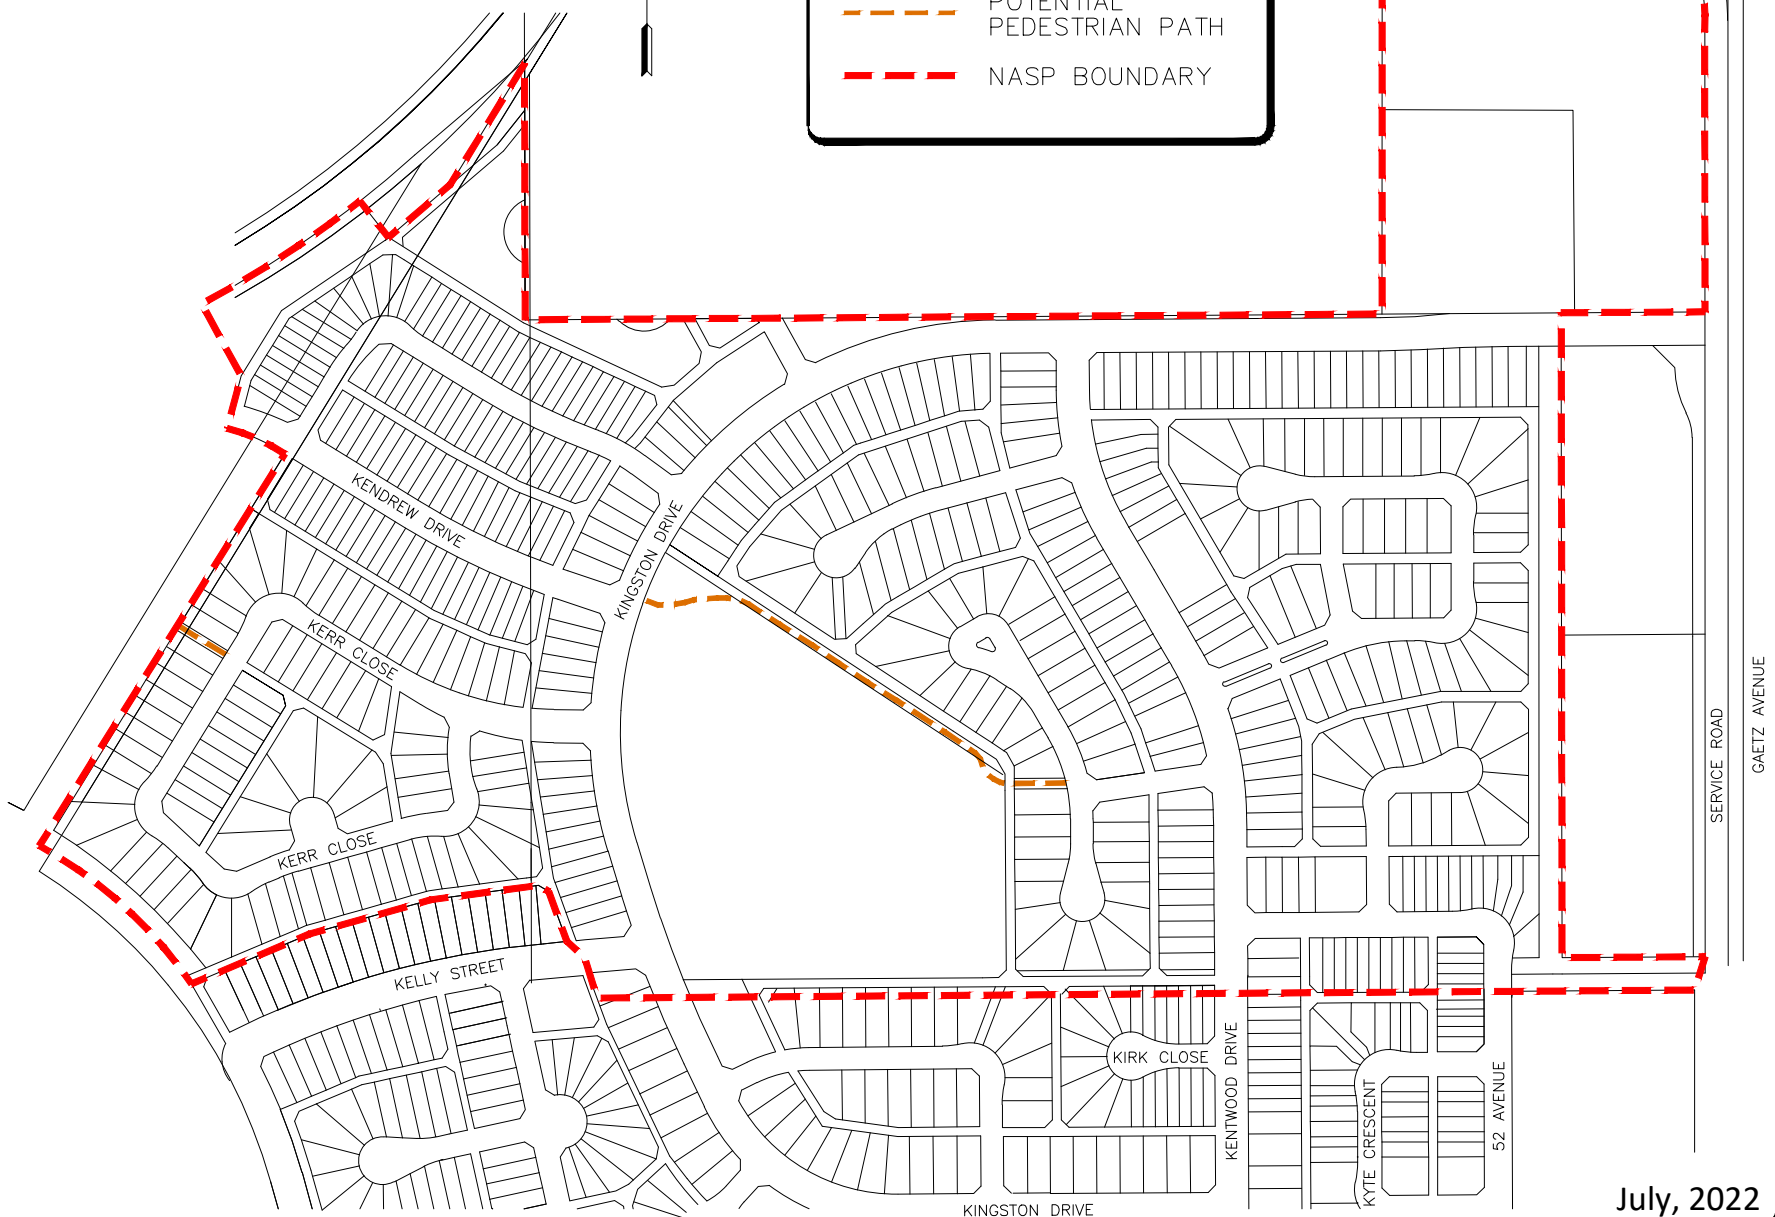 POTENTIAL
PEDESTRIAN PATH
NASP BOUNDARY
KENDREW DRIVE
KINGSTON DRIVE
KERR CLOSE
KERR CLOSE
KELLY STREET
KIRK CLOSE
KENTWOOD DRIVE
KYTE CRESCENT
52 AVENUE
SERVICE ROAD
GAETZ AVENUE
KINGSTON DRIVE
July, 2022